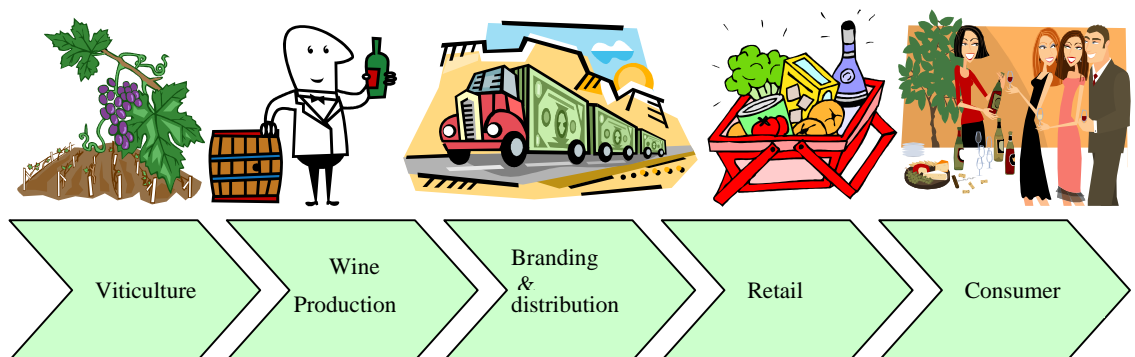 Viticulture
Wine
Production
Branding
&
distribution
Retail
Consumer